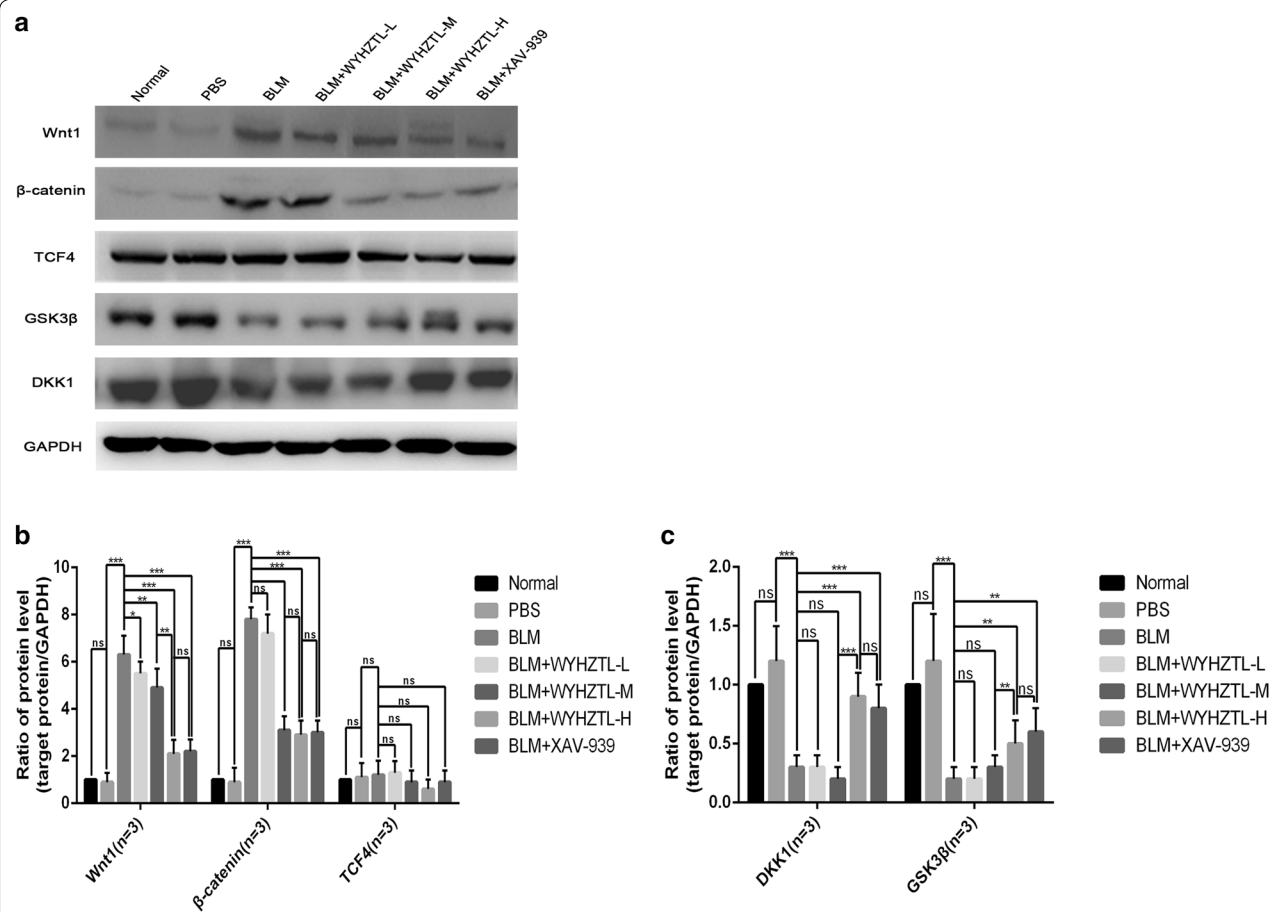 a
Normal
PBS
BLM
BLM+WYHZTL-L
BLM+WYHZTL-M
BLM+WYHZTL-H
BLM+XAV-939
Wnt1
β-catenin
TCF4
GSK3β
DKK1
GAPDH
b
Ratio of protein level
(target protein/GAPDH)
10
8
6
4
2
0
ns
***
*
**
***
***
**
ns
ns
***
ns
***
***
ns
ns
ns
ns
ns
ns
ns
ns
Wnt1(n=3)
β-catenin(n=3)
TCF4(n=3)
Normal
PBS
BLM
BLM+WYHZTL-L
BLM+WYHZTL-M
BLM+WYHZTL-H
BLM+XAV-939
c
Ratio of protein level
(target protein/GAPDH)
2.0
1.5
1.0
0.5
0.0
ns
***
ns
ns
***
***
***
ns
ns
***
ns
ns
**
**
**
ns
DKK1(n=3)
GSK3β(n=3)
Normal
PBS
BLM
BLM+WYHZTL-L
BLM+WYHZTL-M
BLM+WYHZTL-H
BLM+XAV-939